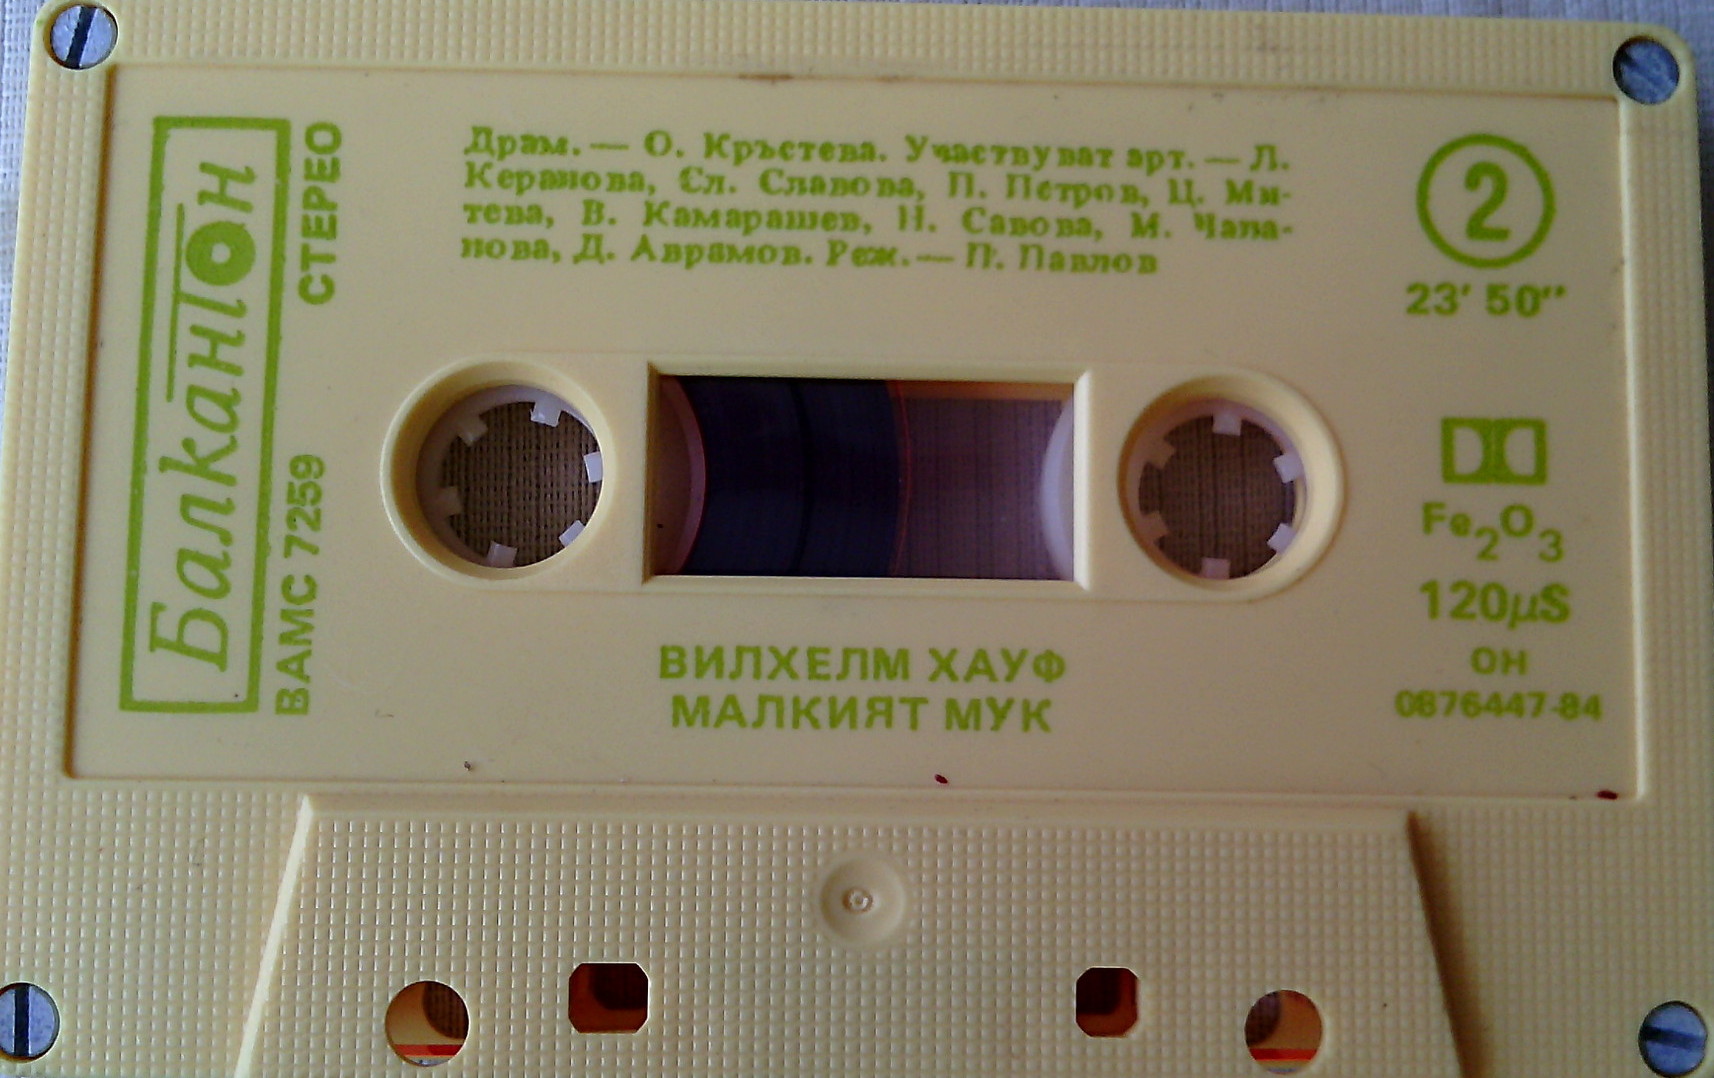 Балкантон
СТЕРЕО
ВАМС 7259
Драм. — О. Кръстева. Участвуват арт. — Л.
Керанова, Сл. Славова, П. Петров, Ц. Ми-
тева, В. Камарашев, Н. Савова, М. Чапа-
нова, Д. Аврамов. Реж. — П. Павлов
2
23' 50"
Fe2O3
120μS
ОН
0876447-84
ВИЛХЕЛМ ХАУФ
МАЛКИЯТ МУК